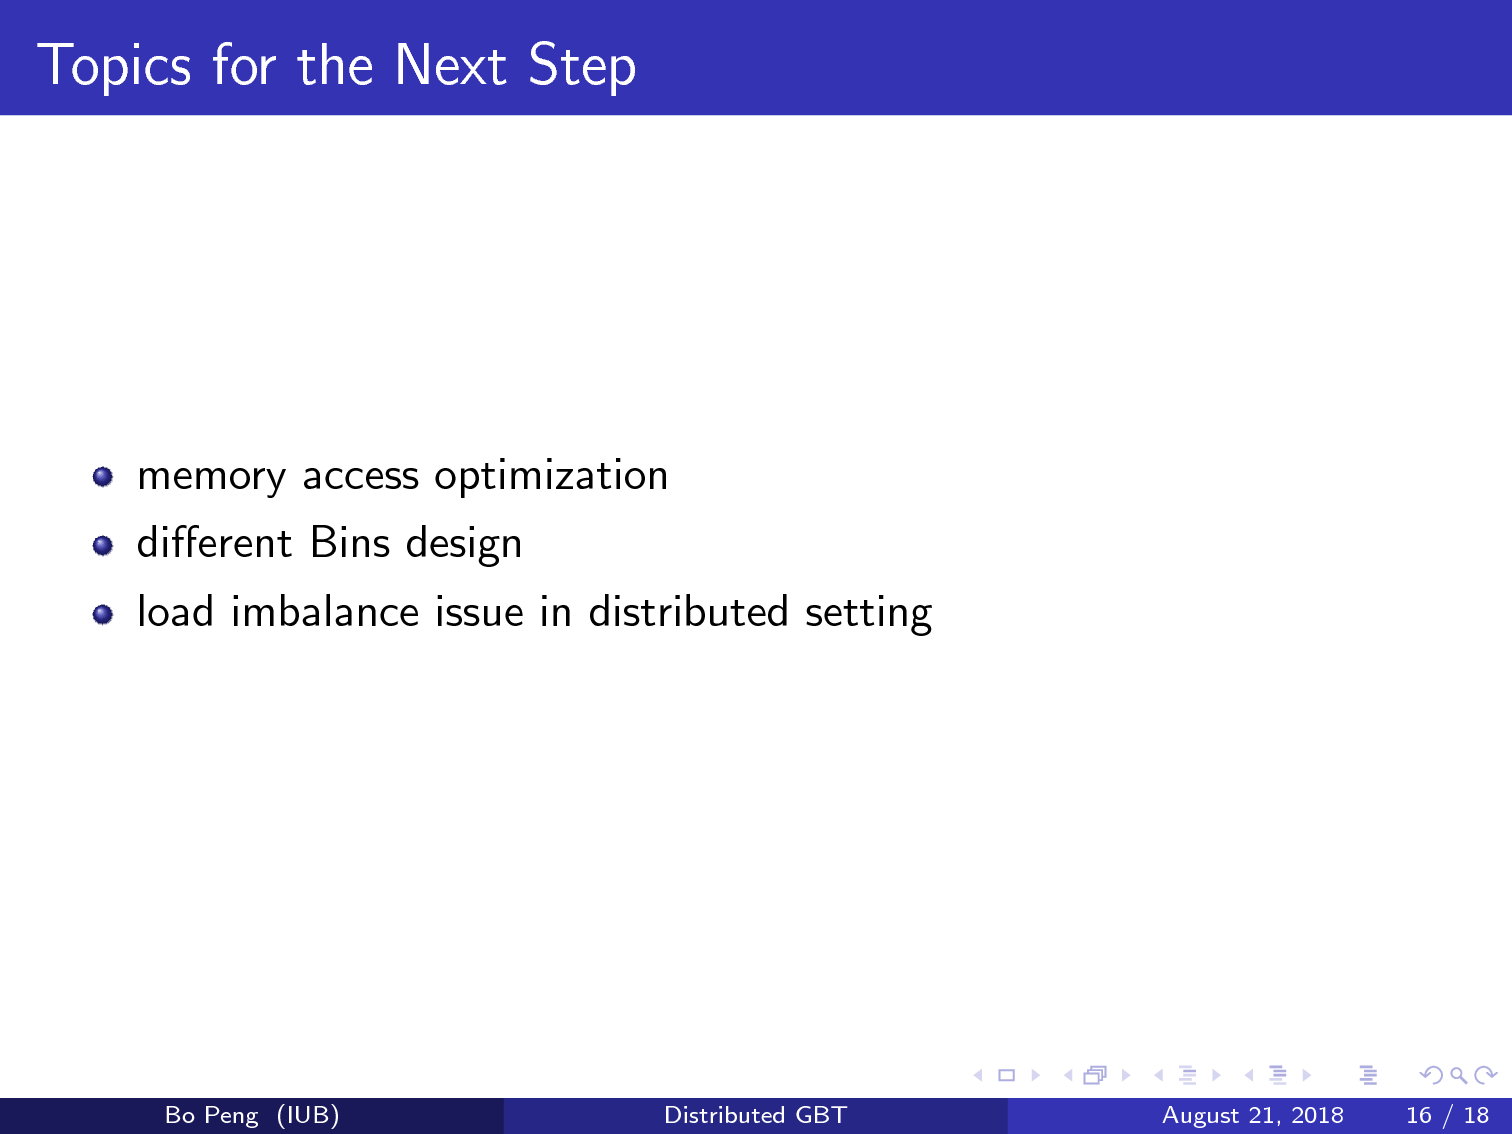 Topics for the Next Step
memory access optimization
different Bins design
load imbalance issue in distributed setting
Bo Peng (IUB)
Distributed GBT
August 21, 2018
16 / 18